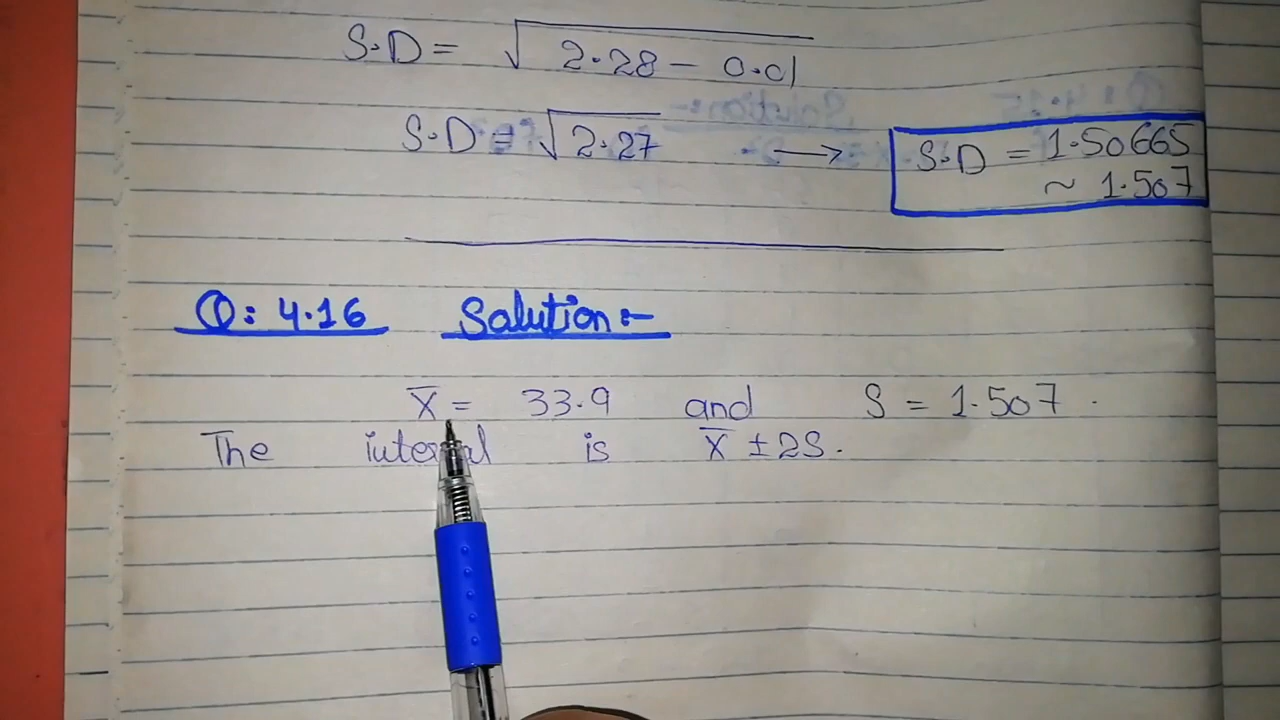 S.D = √2.28 - 0.01
S.D = √2.27 → S.D = 1.50665
~ 1.507
Q: 4.16 Salution:-
X̄ = 33.9 and S = 1.507.
The interval is X̄ ± 2S.